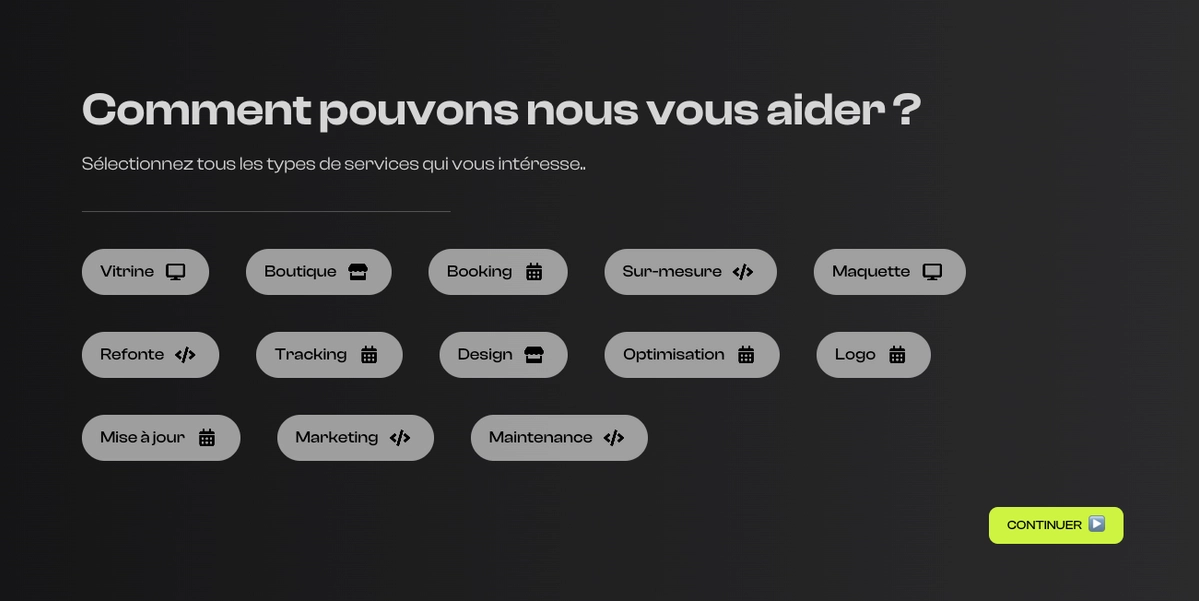 Comment pouvons nous vous aider ?
Sélectionnez tous les types de services qui vous intéresse..
Vitrine Boutique Booking Sur-mesure Maquette
Refonte Tracking Design Optimisation Logo
Mise à jour Marketing Maintenance
CONTINUER